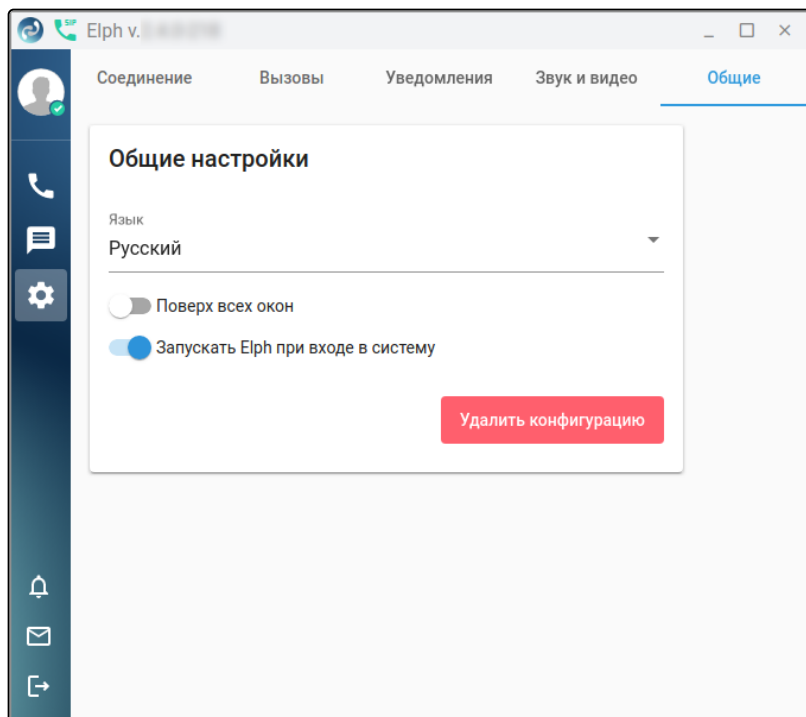 SIP
Elph v.
Соединение Вызовы Уведомления Звук и видео Общие
Общие настройки
Язык
Русский
Поверх всех окон
Запускать Elph при входе в систему
Удалить конфигурацию